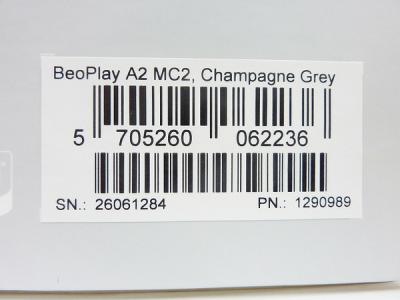 BeoPlay A2 MC2, Champagne Grey
5 705260 062236
SN.: 26061284 PN.: 1290989